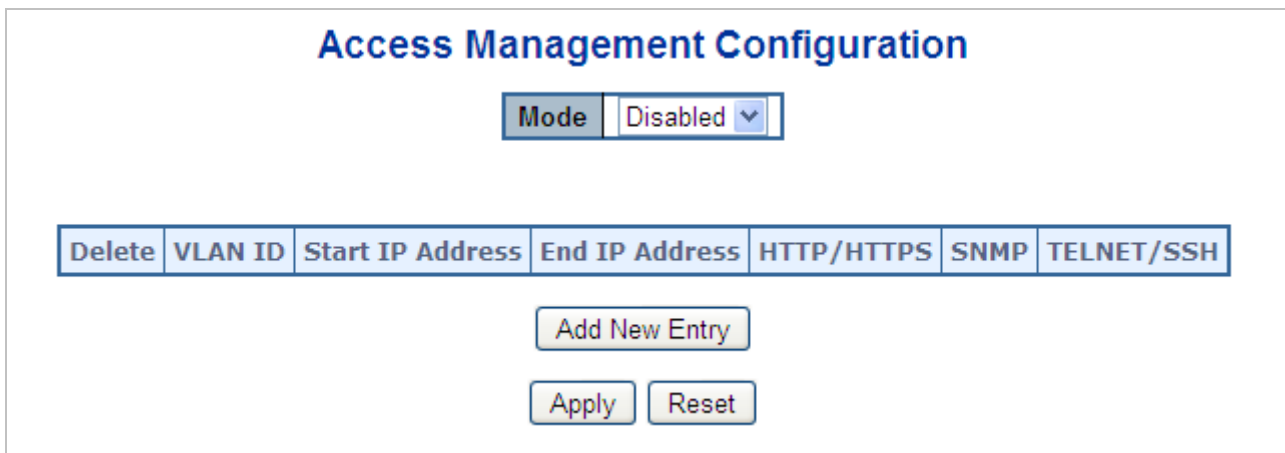 Access Management Configuration
Mode Disabled
Delete VLAN ID Start IP Address End IP Address HTTP/HTTPS SNMP TELNET/SSH
Add New Entry
Apply Reset